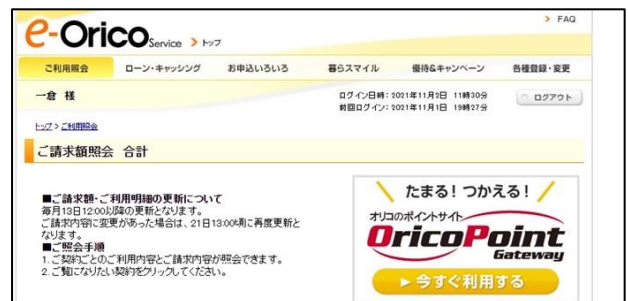 > FAQ
e-Orico Service > トップ
ご利用照会 ローン・キャッシング お申込いろいろ 暮らスマイル 優待&キャンペーン 各種登録・変更
一倉 様
ログイン日時：2021年11月2日 11時30分
前回ログイン：2021年11月1日 19時27分
ログアウト
トップ > ご利用照会
ご請求額照会 合計
■ご請求額・ご利用明細の更新について
毎月13日12:00以降の更新となります。
ご請求内容に変更があった場合は、21日13:00頃に再度更新と
なります。
■ご照会手順
1. ご契約ごとのご利用内容とご請求内容が照会できます。
2. ご覧になりたい契約をクリックしてください。
たまる！つかえる！
オリコのポイントサイト
OricoPoint
Gateway
▶今すぐ利用する